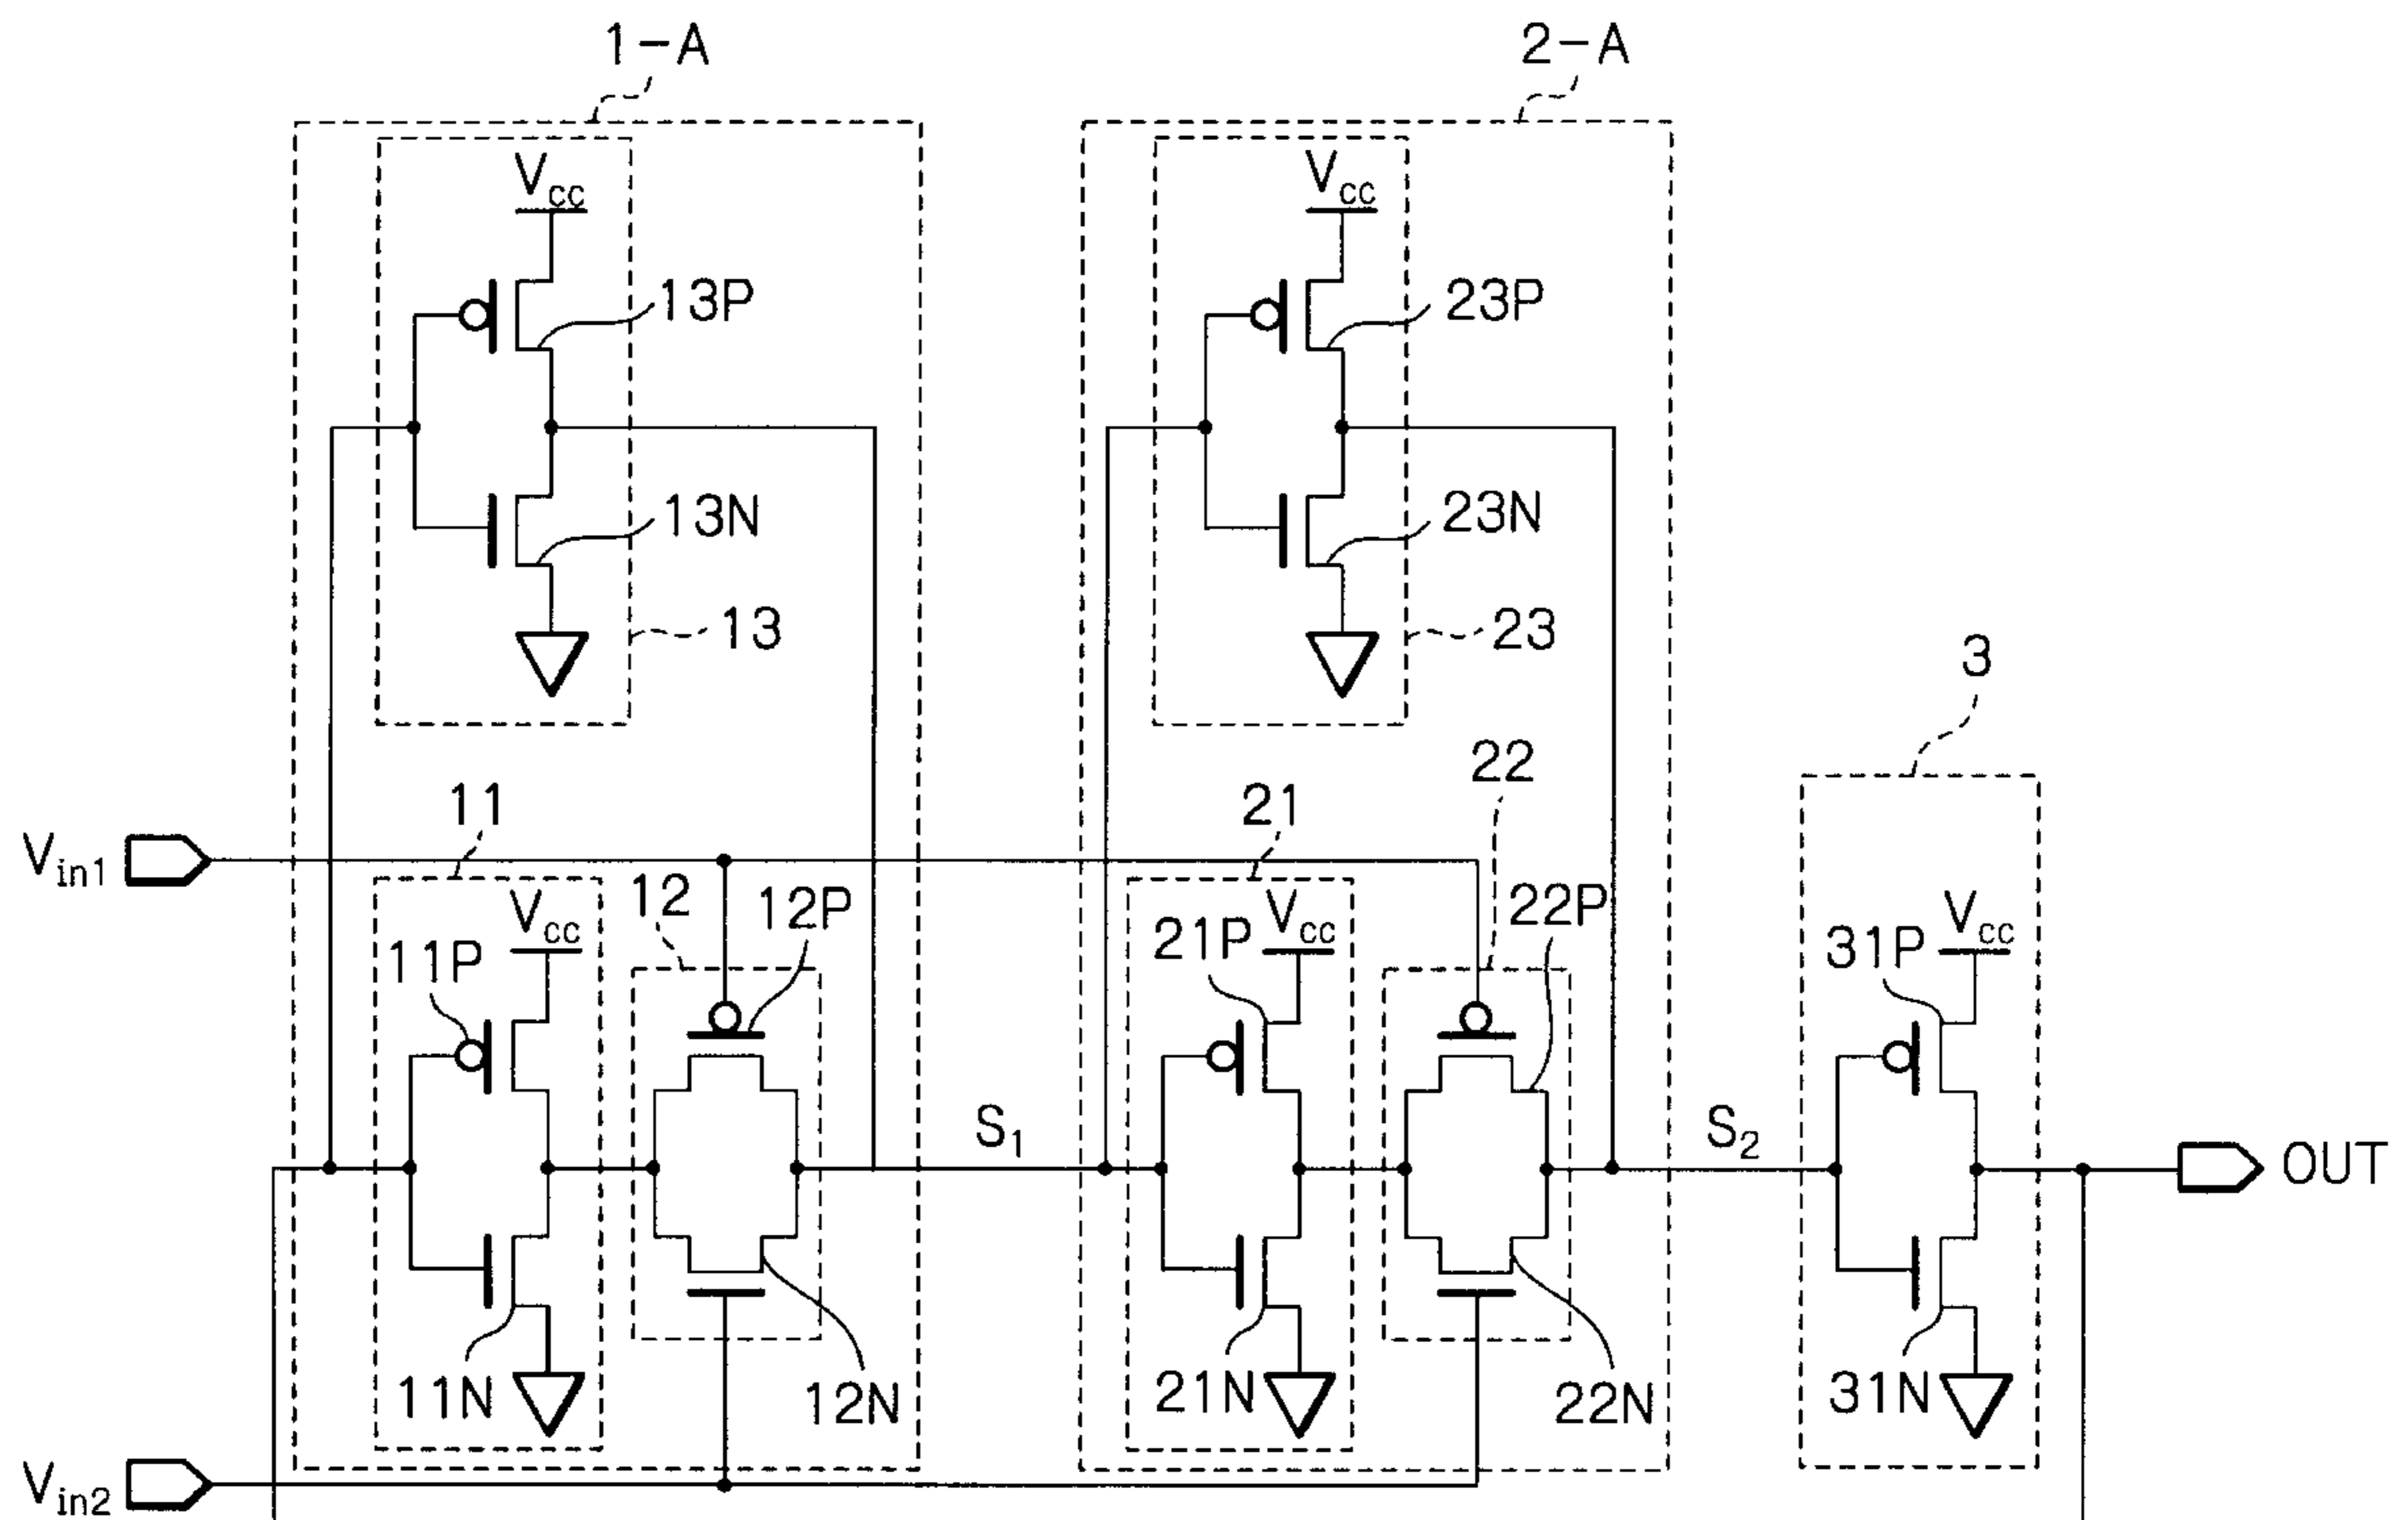 1-A
2-A
Vcc
Vcc
13P
23P
13N
23N
13
23
3
22
11
21
Vin1
12
12P
22P
Vcc
Vcc
Vcc
11P
21P
31P
S1
S2
OUT
11N
12N
21N
22N
31N
Vin2